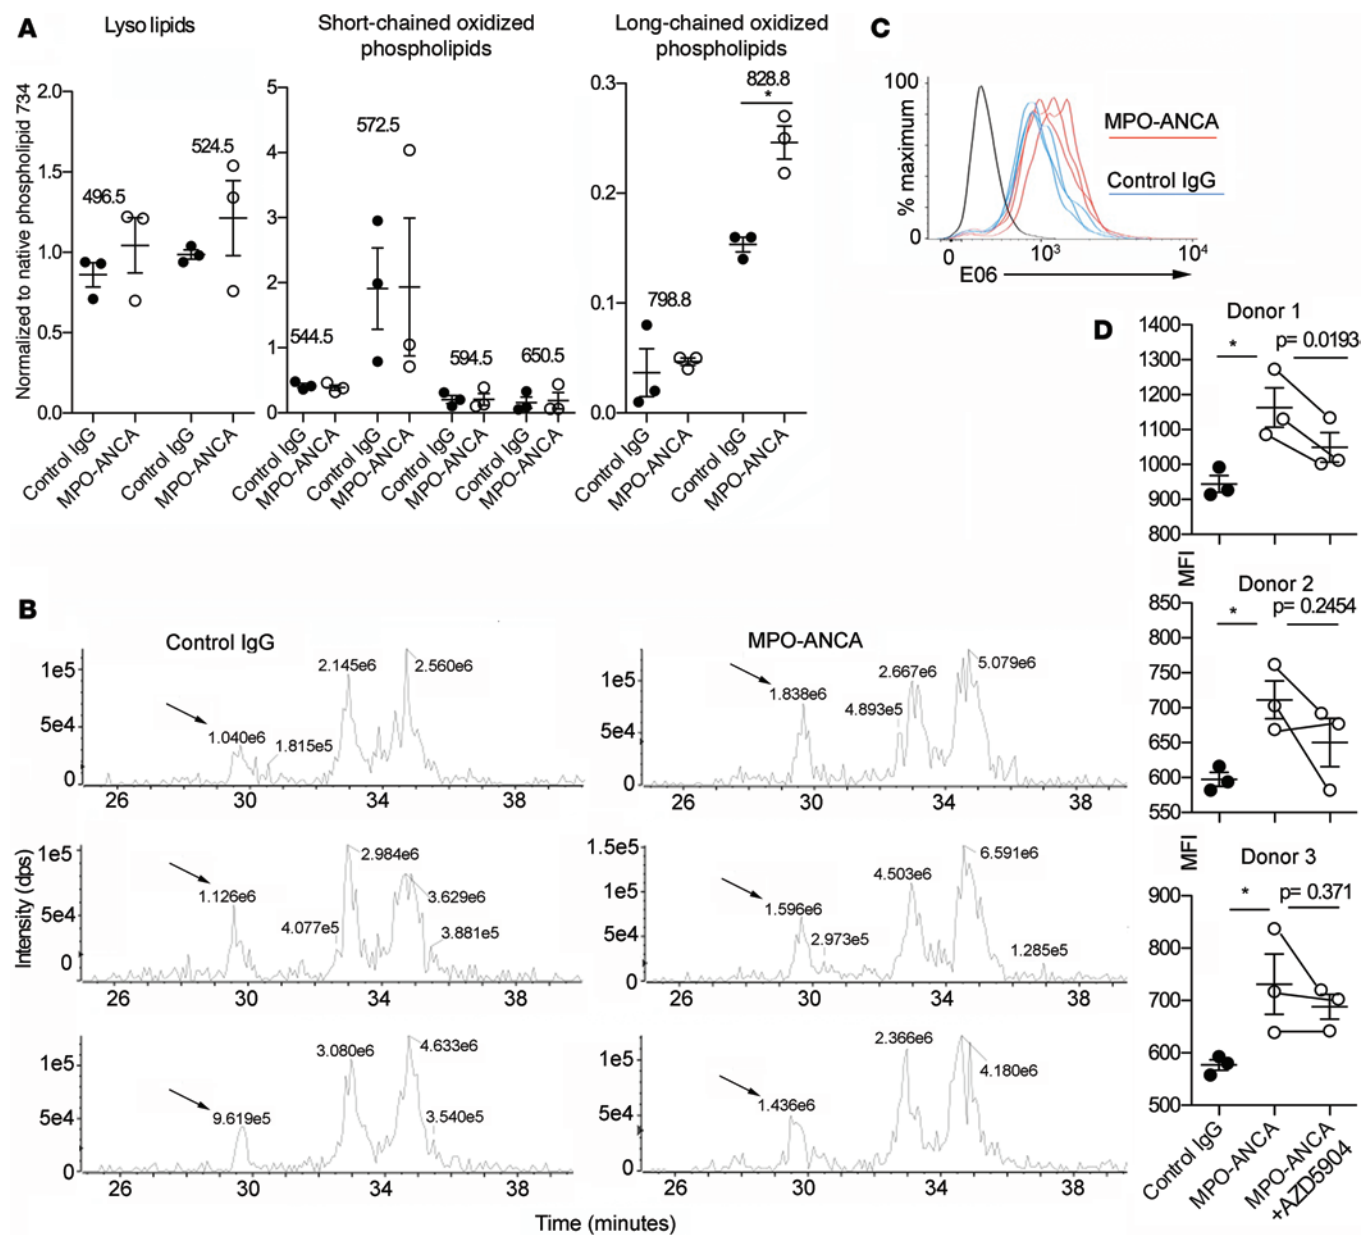 A
Lyso lipids
Short-chained oxidized
phospholipids
Long-chained oxidized
phospholipids
Normalized to native phospholipid 734
2.0
1.5
1.0
0.5
0.0
496.5
524.5
Control IgG
MPO-ANCA
Control IgG
MPO-ANCA
5
4
3
2
1
0
544.5
572.5
594.5
650.5
Control IgG
MPO-ANCA
Control IgG
MPO-ANCA
Control IgG
MPO-ANCA
Control IgG
MPO-ANCA
0.3
0.2
0.1
0.0
798.8
828.8
*
Control IgG
MPO-ANCA
Control IgG
MPO-ANCA
C
% maximum
100
0
0
10³
10⁴
E06
MPO-ANCA
Control IgG
B
Intensity (dps)
Control IgG
1e5
5e4
0
1.040e6
1.815e5
2.145e6
2.560e6
26 30 34 38
MPO-ANCA
1e5
5e4
0
1.838e6
4.893e5
2.667e6
5.079e6
26 30 34 38
1e5
5e4
0
1.126e6
4.077e5
2.984e6
3.629e6
3.881e5
26 30 34 38
1.5e5
1e5
5e4
0
1.596e6
2.973e5
4.503e6
6.591e6
1.285e5
26 30 34 38
1e5
5e4
0
9.619e5
3.080e6
4.633e6
3.540e5
26 30 34 38
1e5
5e4
0
1.436e6
2.366e6
4.180e6
26 30 34 38
Time (minutes)
D
Donor 1
1400
1300
1200
1100
1000
900
800
*
p= 0.0193
MFI
Donor 2
850
800
750
700
650
600
550
*
p= 0.2454
MFI
Donor 3
900
800
700
600
500
*
p= 0.371
Control IgG
MPO-ANCA
MPO-ANCA
+AZD5904